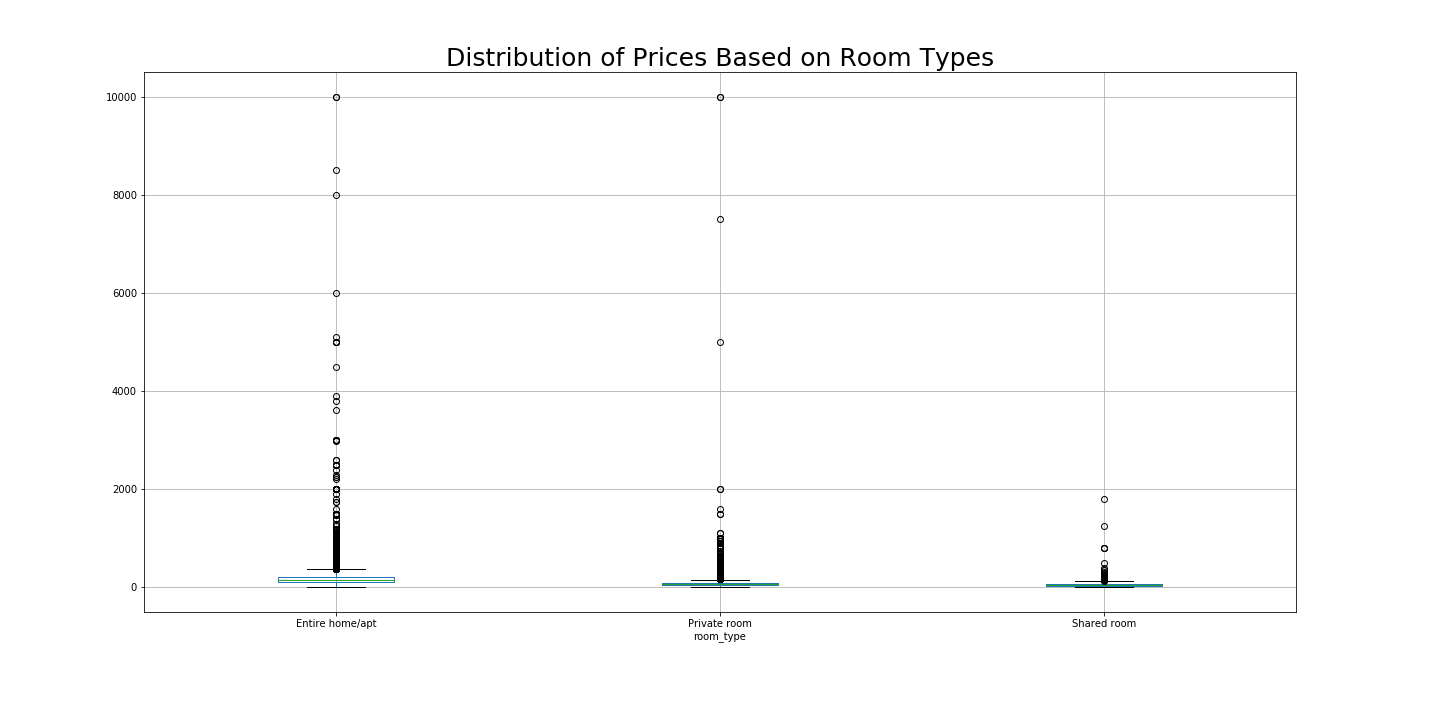 Distribution of Prices Based on Room Types
10000
8000
6000
4000
2000
0
Entire home/apt
Private room
Shared room
room_type